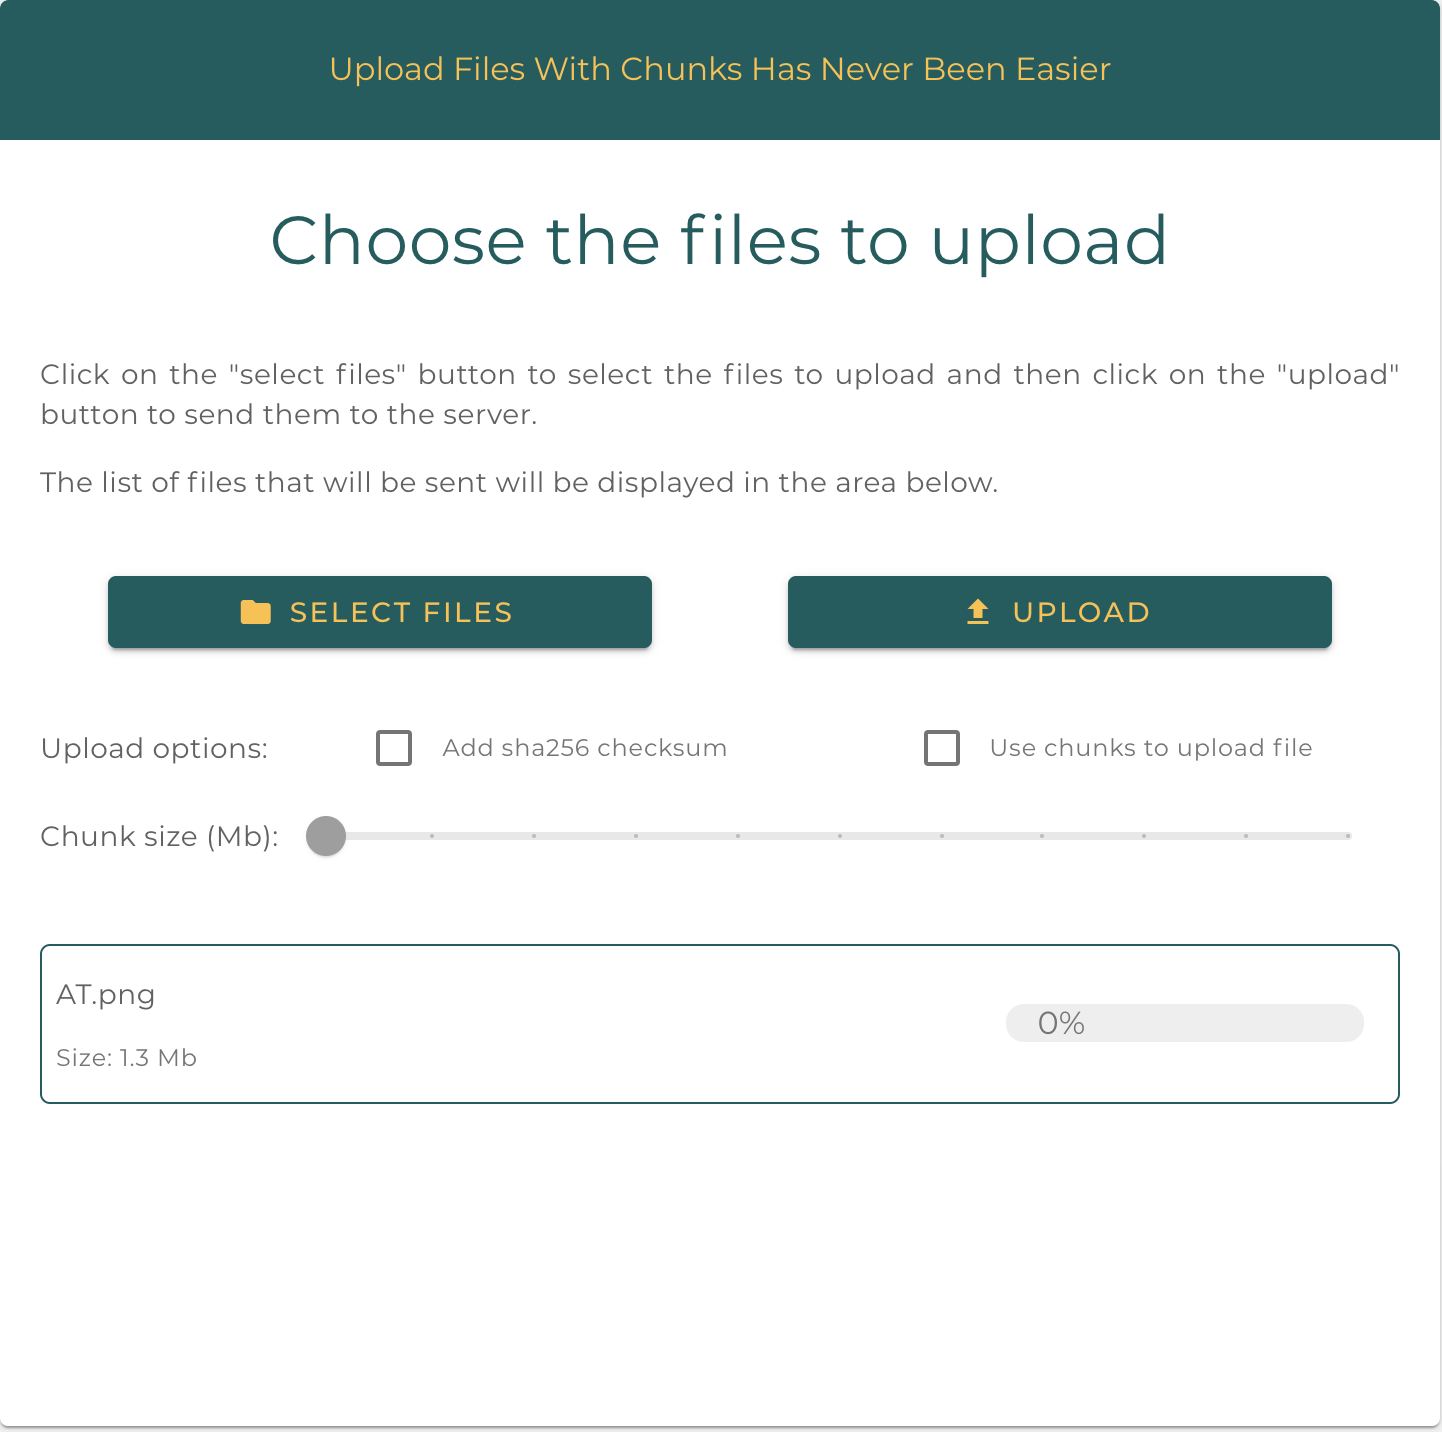 Upload Files With Chunks Has Never Been Easier
Choose the files to upload
Click on the "select files" button to select the files to upload and then click on the "upload"
button to send them to the server.
The list of files that will be sent will be displayed in the area below.
SELECT FILES
UPLOAD
Upload options:
Add sha256 checksum
Use chunks to upload file
Chunk size (Mb):
AT.png
0%
Size: 1.3 Mb